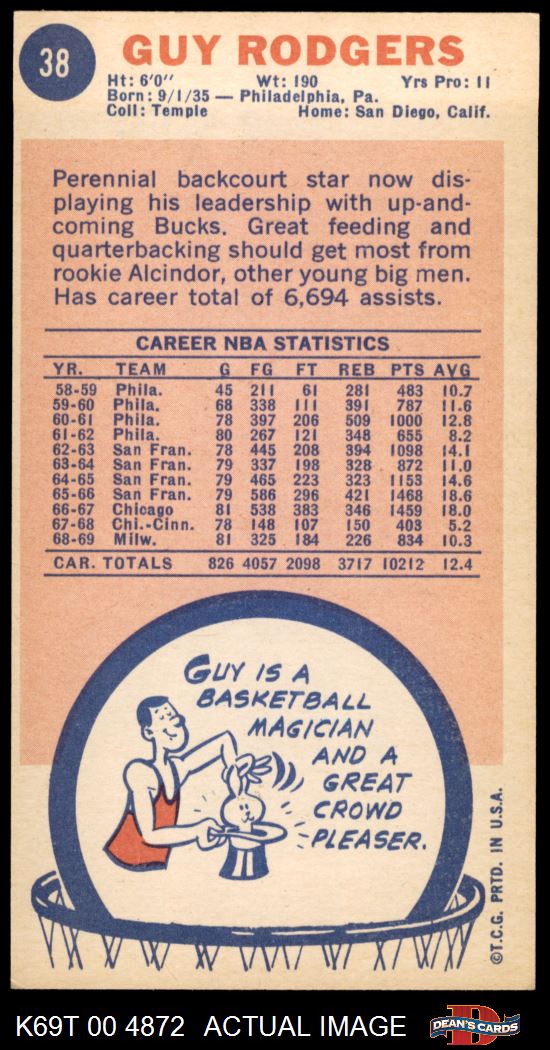 38
GUY RODGERS
Ht: 6'0" Wt: 190 Yrs Pro: 11
Born: 9/1/35 — Philadelphia, Pa.
Coll: Temple Home: San Diego, Calif.
Perennial backcourt star now dis-
playing his leadership with up-and-
coming Bucks. Great feeding and
quarterbacking should get most from
rookie Alcindor, other young big men.
Has career total of 6,694 assists.
CAREER NBA STATISTICS
YR. TEAM G FG FT REB PTS AVG
58-59 Phila. 45 211 61 281 483 10.7
59-60 Phila. 68 338 111 391 787 11.6
60-61 Phila. 78 397 206 509 1000 12.8
61-62 Phila. 80 267 121 348 655 8.2
62-63 San Fran. 78 445 208 394 1098 14.1
63-64 San Fran. 79 337 198 328 872 11.0
64-65 San Fran. 79 465 223 323 1153 14.6
65-66 San Fran. 79 586 296 421 1468 18.6
66-67 Chicago 81 538 383 346 1459 18.0
67-68 Chi.-Cinn. 78 148 107 150 403 5.2
68-69 Milw. 81 325 184 226 834 10.3
CAR. TOTALS 826 4057 2098 3717 10212 12.4
GUY IS A
BASKETBALL
MAGICIAN
AND A
GREAT
CROWD
PLEASER.
©T.C.G. PRTD. IN U.S.A.
K69T 00 4872 ACTUAL IMAGE
D
DEAN'S CARDS